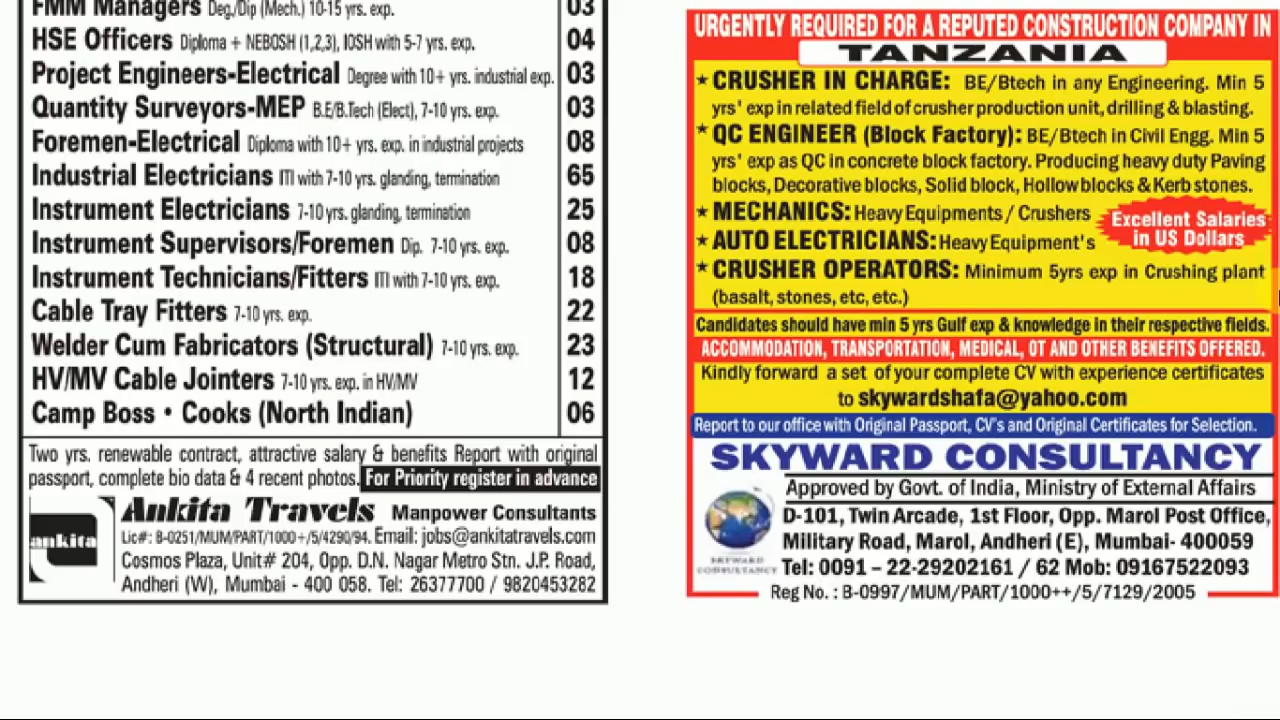 FMM Managers Deg./Dip (Mech.) 10-15 yrs. exp. 03
HSE Officers Diploma + NEBOSH (1,2,3), IOSH with 5-7 yrs. exp. 04
Project Engineers-Electrical Degree with 10+ yrs. industrial exp. 03
Quantity Surveyors-MEP B.E/B.Tech (Elect), 7-10 yrs. exp. 03
Foremen-Electrical Diploma with 10+ yrs. exp. in industrial projects 08
Industrial Electricians ITI with 7-10 yrs. glanding, termination 65
Instrument Electricians 7-10 yrs. glanding, termination 25
Instrument Supervisors/Foremen Dip. 7-10 yrs. exp. 08
Instrument Technicians/Fitters ITI with 7-10 yrs. exp. 18
Cable Tray Fitters 7-10 yrs. exp. 22
Welder Cum Fabricators (Structural) 7-10 yrs. exp. 23
HV/MV Cable Jointers 7-10 yrs. exp. in HV/MV 12
Camp Boss • Cooks (North Indian) 06
Two yrs. renewable contract, attractive salary & benefits Report with original
passport, complete bio data & 4 recent photos. For Priority register in advance
ankita
Ankita Travels Manpower Consultants
Lic#: B-0251/MUM/PART/1000+/5/4290/94. Email: jobs@ankitatravels.com
Cosmos Plaza, Unit# 204, Opp. D.N. Nagar Metro Stn. J.P. Road,
Andheri (W), Mumbai - 400 058. Tel: 26377700 / 9820453282
URGENTLY REQUIRED FOR A REPUTED CONSTRUCTION COMPANY IN
TANZANIA
★ CRUSHER IN CHARGE: BE/Btech in any Engineering. Min 5
yrs' exp in related field of crusher production unit, drilling & blasting.
★ QC ENGINEER (Block Factory): BE/Btech in Civil Engg. Min 5
yrs' exp as QC in concrete block factory. Producing heavy duty Paving
blocks, Decorative blocks, Solid block, Hollow blocks & Kerb stones.
★ MECHANICS: Heavy Equipments / Crushers
★ AUTO ELECTRICIANS: Heavy Equipment's
Excellent Salaries
in US Dollars
★ CRUSHER OPERATORS: Minimum 5yrs exp in Crushing plant
(basalt, stones, etc, etc.)
Candidates should have min 5 yrs Gulf exp & knowledge in their respective fields.
ACCOMMODATION, TRANSPORTATION, MEDICAL, OT AND OTHER BENEFITS OFFERED.
Kindly forward a set of your complete CV with experience certificates
to skywardshafa@yahoo.com
Report to our office with Original Passport, CV's and Original Certificates for Selection.
SKYWARD CONSULTANCY
Approved by Govt. of India, Ministry of External Affairs
SKYWARD
CONSULTANCY
D-101, Twin Arcade, 1st Floor, Opp. Marol Post Office,
Military Road, Marol, Andheri (E), Mumbai- 400059
Tel: 0091 – 22-29202161 / 62 Mob: 09167522093
Reg No. : B-0997/MUM/PART/1000++/5/7129/2005